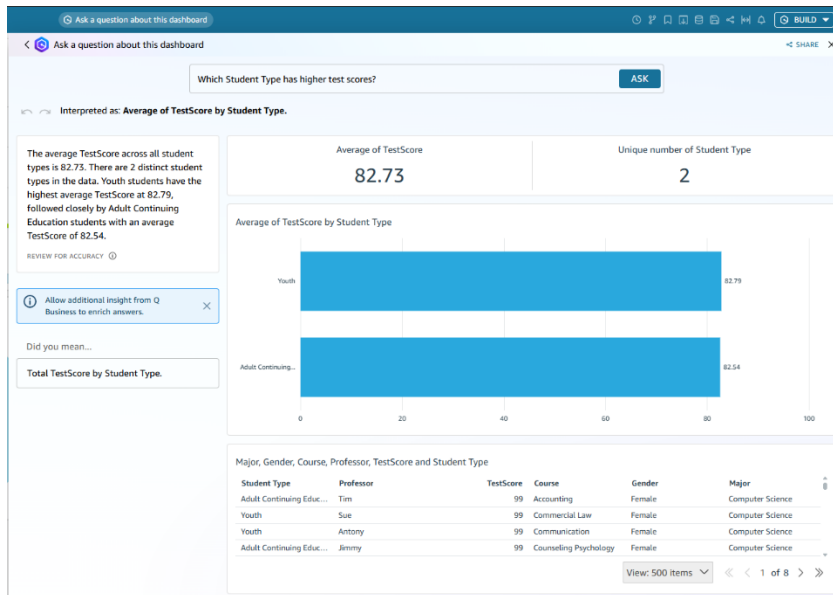 Ask a question about this dashboard
BUILD
Ask a question about this dashboard
SHARE
Which Student Type has higher test scores?
ASK
Interpreted as: Average of TestScore by Student Type.
The average TestScore across all student
types is 82.73. There are 2 distinct student
types in the data. Youth students have the
highest average TestScore at 82.79,
followed closely by Adult Continuing
Education students with an average
TestScore of 82.54.
REVIEW FOR ACCURACY
Allow additional insight from Q
Business to enrich answers.
Did you mean...
Total TestScore by Student Type.
Average of TestScore
82.73
Unique number of Student Type
2
Average of TestScore by Student Type
Youth
82.79
Adult Continuing...
82.54
0 20 40 60 80 100
Major, Gender, Course, Professor, TestScore and Student Type
Student Type Professor TestScore Course Gender Major
Adult Continuing Educ... Tim 99 Accounting Female Computer Science
Youth Sue 99 Commercial Law Female Computer Science
Youth Antony 99 Communication Female Computer Science
Adult Continuing Educ... Jimmy 99 Counseling Psychology Female Computer Science
View: 500 items 1 of 8